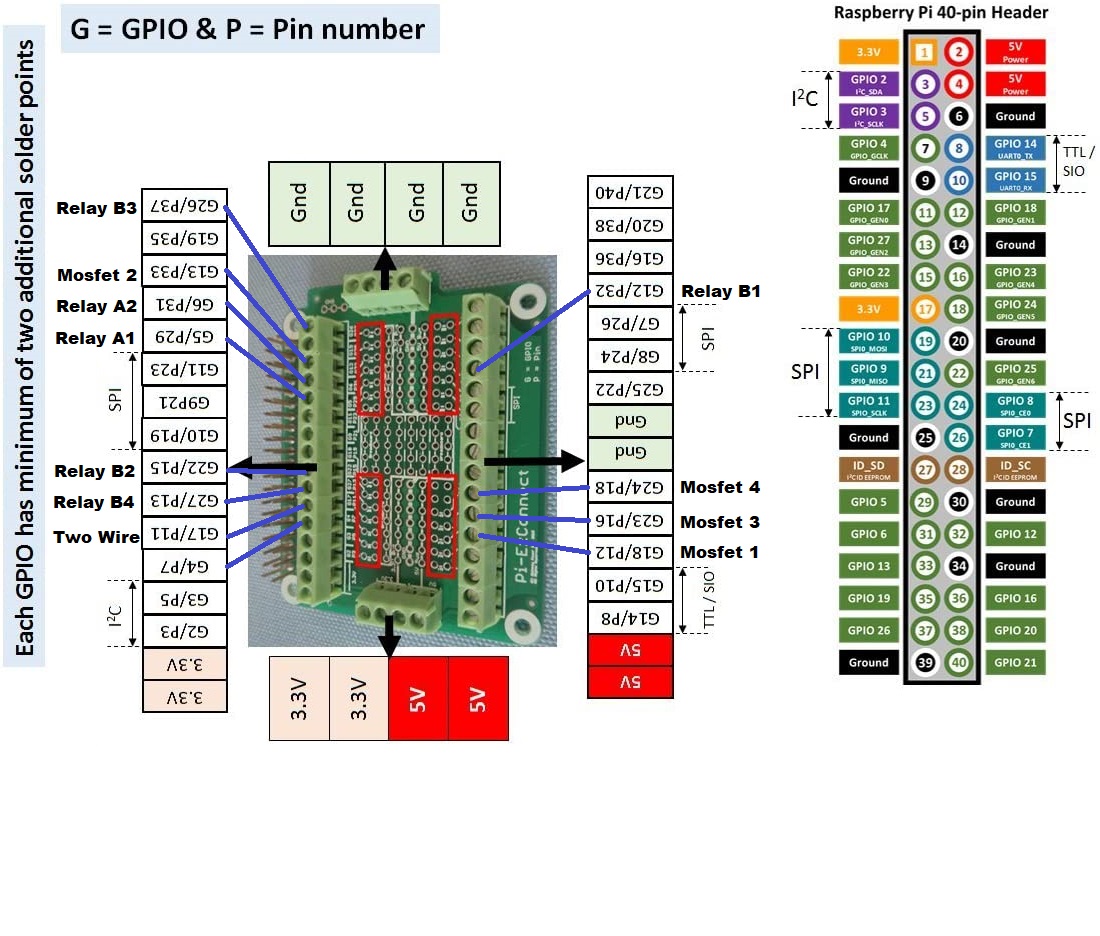 G = GPIO & P = Pin number
Each GPIO has minimum of two additional solder points
Gnd
Gnd
Gnd
Gnd
Relay B3
G26/P37
G19/P35
Mosfet 2
G13/P33
Relay A2
G6/P31
Relay A1
G5/P29
SPI
G11/P23
G9P21
G10/P19
Relay B2
G22/P15
Relay B4
G27/P13
Two Wire
G17/P11
G4/P7
I²C
G3/P5
G2/P3
3.3V
3.3V
G = GPIO
P = Pin
SPI
Pi-EzConnect
3.3V
3.3V
5V
5V
G21/P40
G20/P38
G16/P36
G12/P32
Relay B1
G7/P26
SPI
G8/P24
G25/P22
Gnd
Gnd
G24/P18
Mosfet 4
G23/P16
Mosfet 3
G18/P12
Mosfet 1
G15/P10
TTL / SIO
G14/P8
5V
5V
Raspberry Pi 40-pin Header
3.3V 1 2 5V
Power
I²C
GPIO 2 3 4 5V
I²C_SDA Power
GPIO 3 5 6 Ground
I²C_SCLK
GPIO 4 7 8 GPIO 14
GPIO_GCLK UART0_TX
TTL /
SIO
Ground 9 10 GPIO 15
UART0_RX
GPIO 17 11 12 GPIO 18
GPIO_GEN0 GPIO_GEN1
GPIO 27 13 14 Ground
GPIO_GEN2
GPIO 22 15 16 GPIO 23
GPIO_GEN3 GPIO_GEN4
3.3V 17 18 GPIO 24
GPIO_GEN5
SPI
GPIO 10 19 20 Ground
SPI0_MOSI
GPIO 9 21 22 GPIO 25
SPI0_MISO GPIO_GEN6
GPIO 11 23 24 GPIO 8
SPI0_SCLK SPI0_CE0
SPI
Ground 25 26 GPIO 7
SPI0_CE1
ID_SD 27 28 ID_SC
I²CID EEPROM I²CID EEPROM
GPIO 5 29 30 Ground
GPIO 6 31 32 GPIO 12
GPIO 13 33 34 Ground
GPIO 19 35 36 GPIO 16
GPIO 26 37 38 GPIO 20
Ground 39 40 GPIO 21